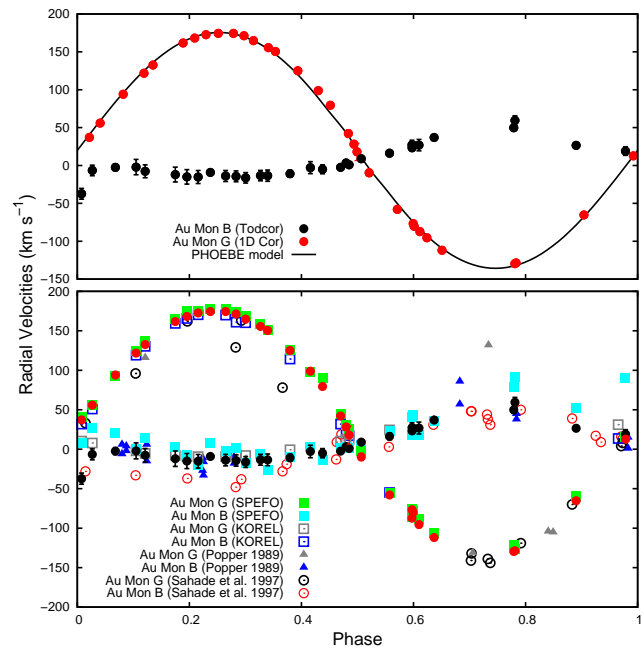 200
150
100
50
0
−50
−100
−150
Au Mon B (Todcor)
Au Mon G (1D Cor)
PHOEBE model
Radial Velocities (km s⁻¹)
200
150
100
50
0
−50
−100
−150
−200
Au Mon G (SPEFO)
Au Mon B (SPEFO)
Au Mon G (KOREL)
Au Mon B (KOREL)
Au Mon G (Popper 1989)
Au Mon B (Popper 1989)
Au Mon G (Sahade et al. 1997)
Au Mon B (Sahade et al. 1997)
0 0.2 0.4 0.6 0.8 1
Phase